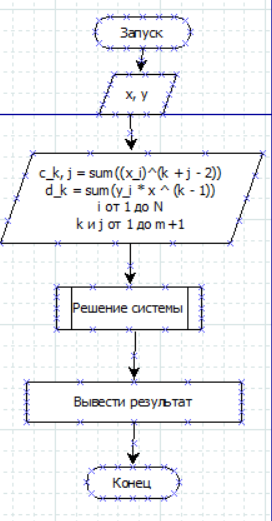 Запуск
x, y
c_k, j = sum((x_i)^(k + j - 2))
d_k = sum(y_i * x ^ (k - 1))
i от 1 до N
k и j от 1 до m+1
Решение системы
Вывести результат
Конец